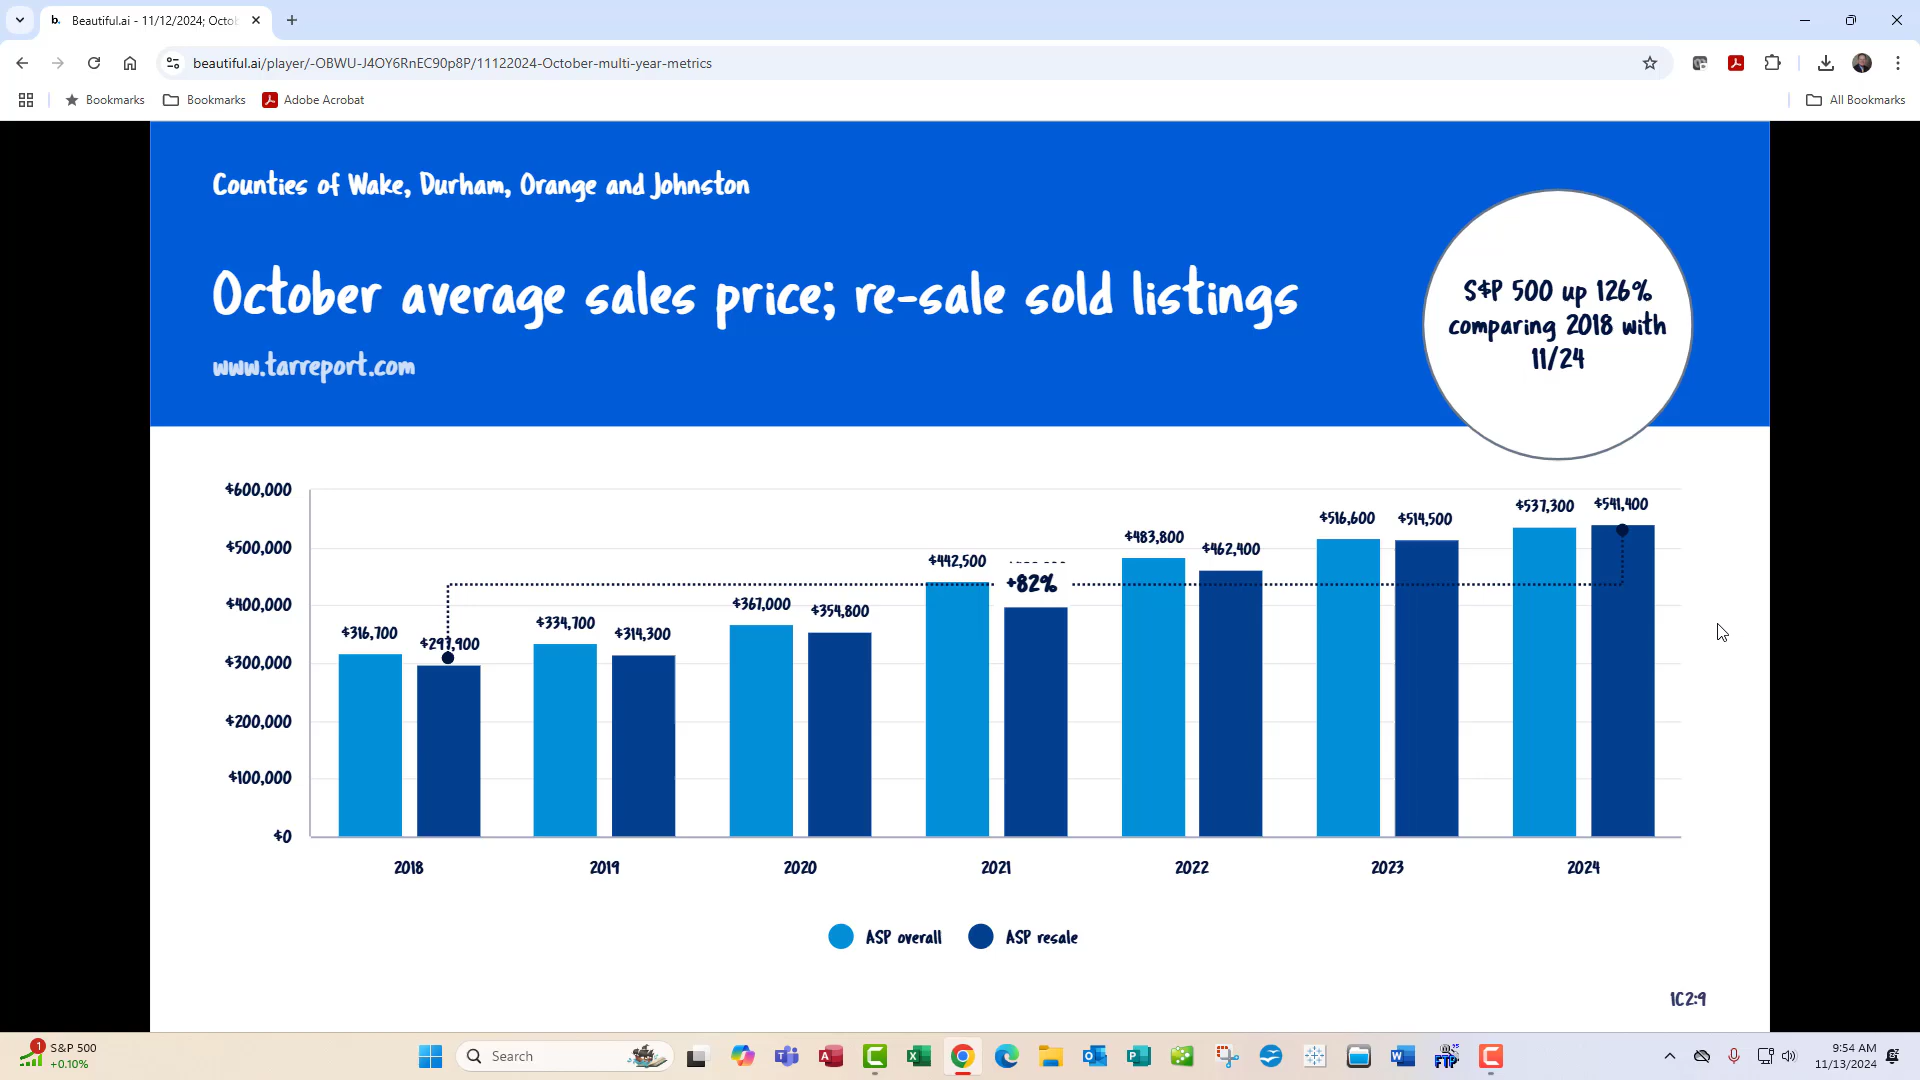 Beautiful.ai - 11/12/2024; Octo
beautiful.ai/player/-OBWU-J4OY6RnEC90p8P/11122024-October-multi-year-metrics
Bookmarks
Bookmarks
Adobe Acrobat
All Bookmarks
Counties of Wake, Durham, Orange and Johnston
October average sales price; re-sale sold listings
www.tarreport.com
S&P 500 up 126%
comparing 2018 with
11/24
$600,000
$500,000
$400,000
$300,000
$200,000
$100,000
$0
$316,700
$297,900
$334,700
$314,300
$367,000
$354,800
$442,500
+82%
$483,800
$462,400
$516,600
$514,500
$537,300
$541,400
2018
2019
2020
2021
2022
2023
2024
ASP overall
ASP resale
1C2:9
1
S&P 500
+0.10%
Search
FTP
9:54 AM
11/13/2024